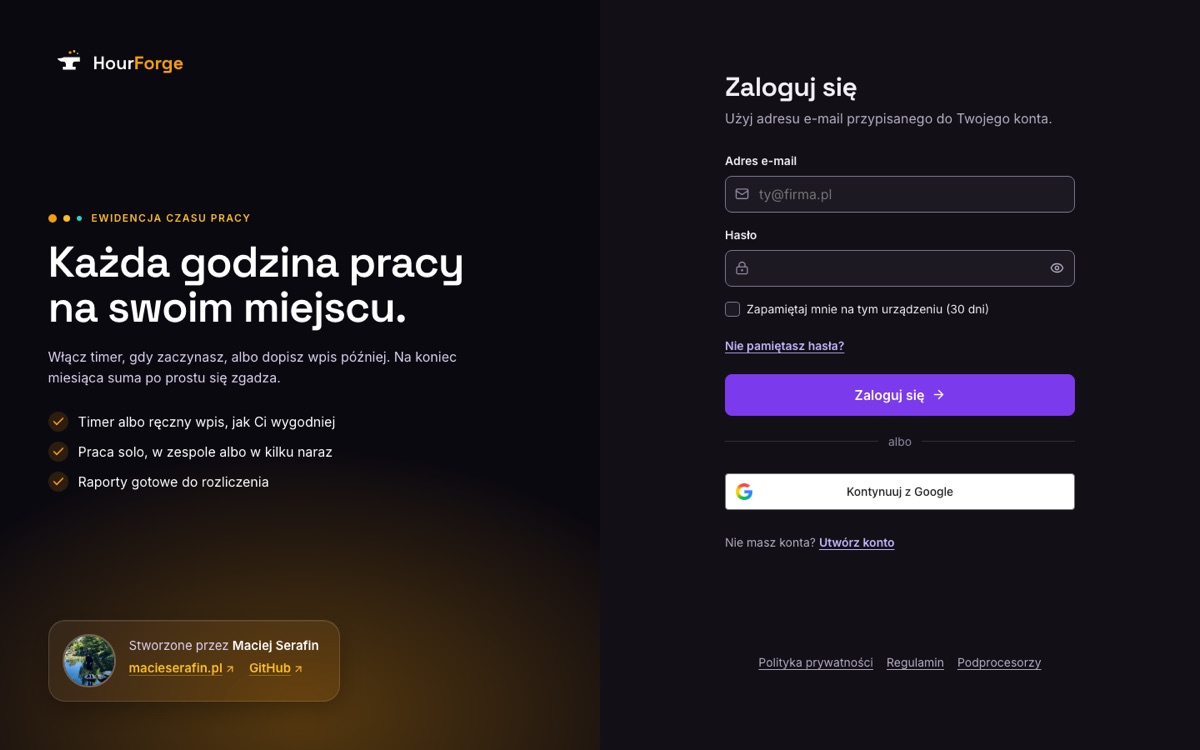 HourForge
EWIDENCJA CZASU PRACY
Każda godzina pracy
na swoim miejscu.
Włącz timer, gdy zaczynasz, albo dopisz wpis później. Na koniec
miesiąca suma po prostu się zgadza.
Timer albo ręczny wpis, jak Ci wygodniej
Praca solo, w zespole albo w kilku naraz
Raporty gotowe do rozliczenia
Stworzone przez Maciej Serafin
macieserafin.pl GitHub
Zaloguj się
Użyj adresu e-mail przypisanego do Twojego konta.
Adres e-mail
ty@firma.pl
Hasło
Zapamiętaj mnie na tym urządzeniu (30 dni)
Nie pamiętasz hasła?
Zaloguj się
albo
Kontynuuj z Google
Nie masz konta? Utwórz konto
Polityka prywatności Regulamin Podprocesorzy